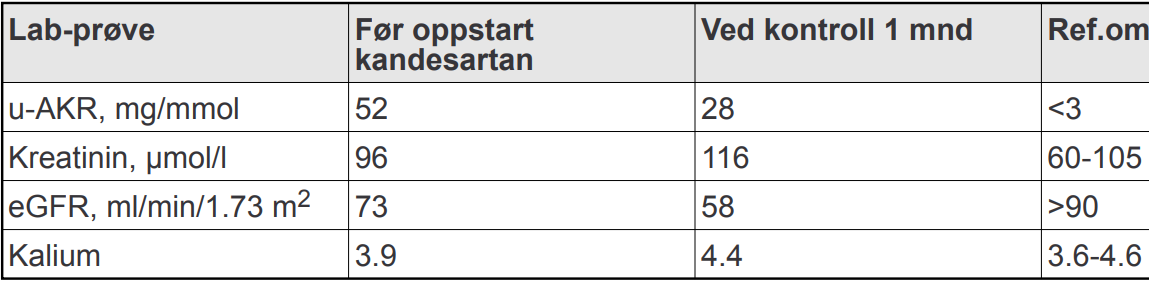 Lab-prøve Før oppstart kandesartan Ved kontroll 1 mnd Ref.om
u-AKR, mg/mmol 52 28 <3
Kreatinin, µmol/l 96 116 60-105
eGFR, ml/min/1.73 m² 73 58 >90
Kalium 3.9 4.4 3.6-4.6